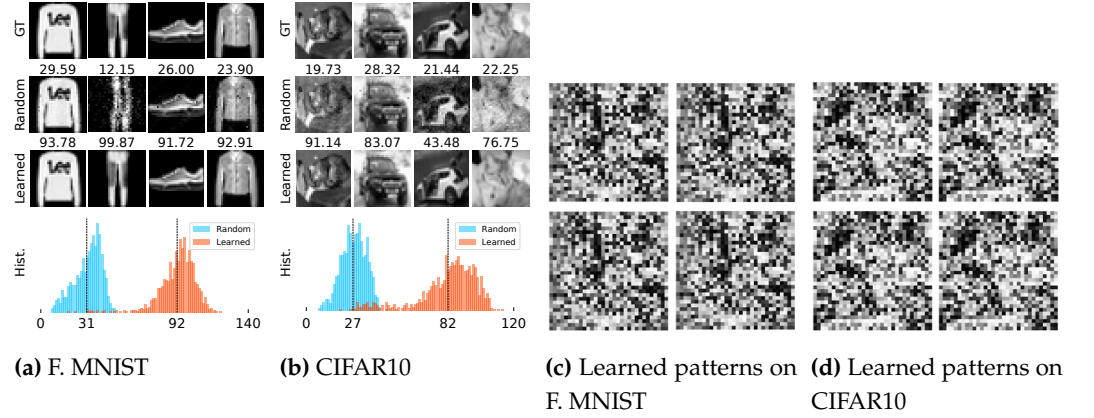 GT
Lee
29.59 12.15 26.00 23.90
Random
Lee
93.78 99.87 91.72 92.91
Learned
Lee
Hist.
Random
Learned
0 31 92 140
(a) F. MNIST
GT
19.73 28.32 21.44 22.25
Random
91.14 83.07 43.48 76.75
Learned
Hist.
Random
Learned
0 27 82 120
(b) CIFAR10
(c) Learned patterns on
F. MNIST
(d) Learned patterns on
CIFAR10